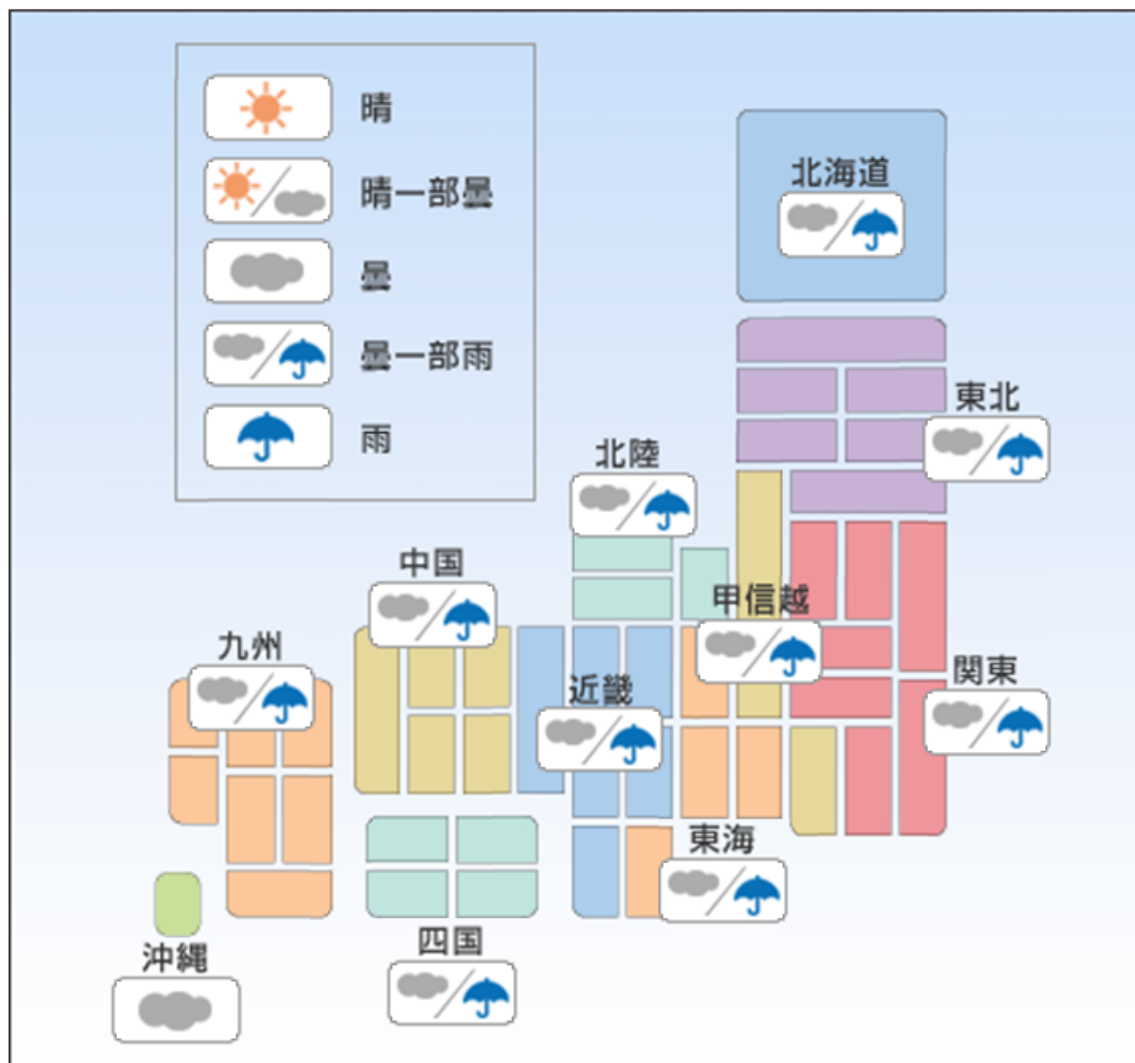 晴
晴一部曇
曇
曇一部雨
雨
北海道
東北
北陸
中国
甲信越
九州
近畿
関東
東海
四国
沖縄